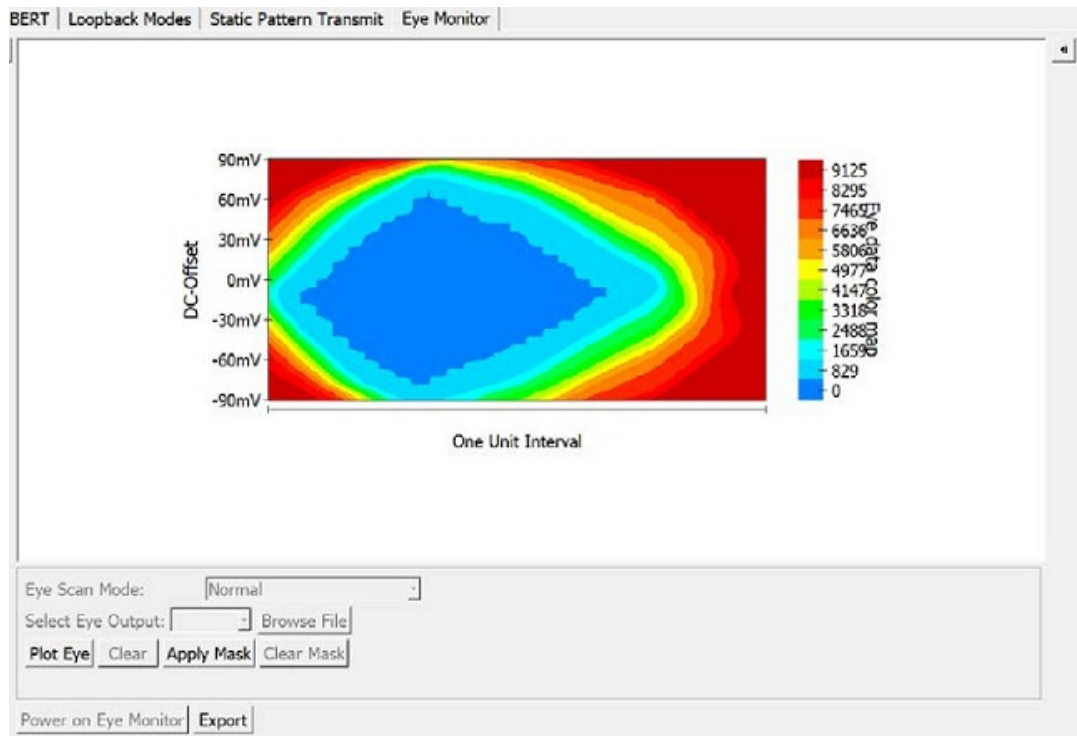 BERT Loopback Modes Static Pattern Transmit Eye Monitor
90mV
60mV
30mV
0mV
-30mV
-60mV
-90mV
DC-Offset
One Unit Interval
9125
8295
7465
6636
5806
4977
4147
3318
2488
1659
829
0
Eye data color map
Eye Scan Mode: Normal
Select Eye Output: Browse File
Plot Eye Clear Apply Mask Clear Mask
Power on Eye Monitor Export